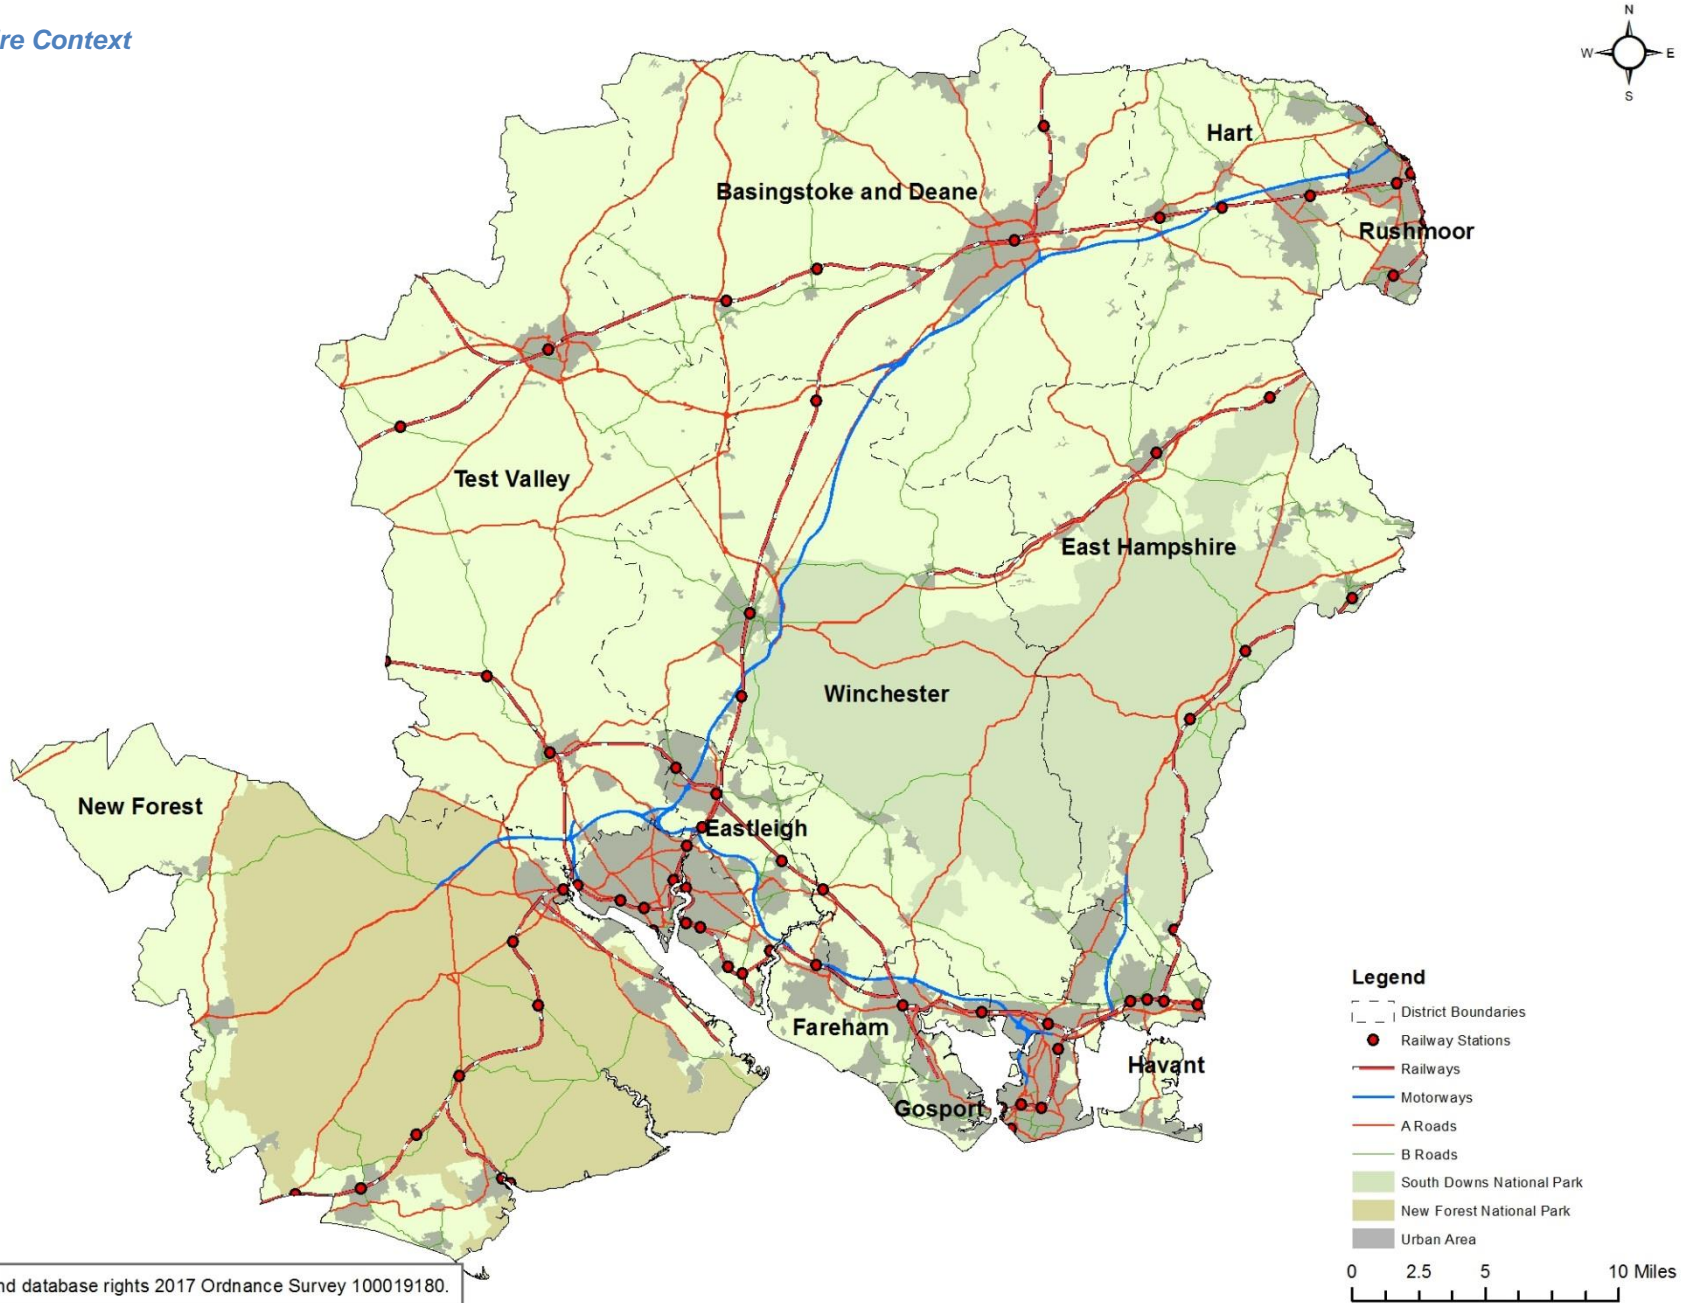 re Context
N
W E
S
Hart
Basingstoke and Deane
Rushmoor
Test Valley
East Hampshire
Winchester
New Forest
Eastleigh
Fareham
Havant
Gosport
Legend
District Boundaries
Railway Stations
Railways
Motorways
A Roads
B Roads
South Downs National Park
New Forest National Park
Urban Area
0 2.5 5 10 Miles
nd database rights 2017 Ordnance Survey 100019180.